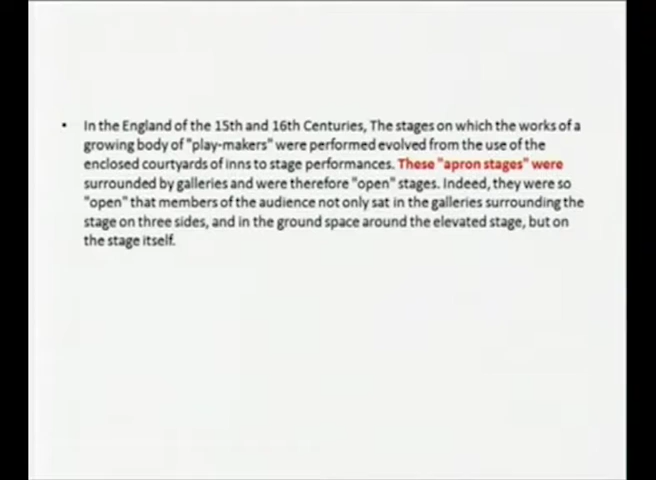 • In the England of the 15th and 16th Centuries, The stages on which the works of a
growing body of "play-makers" were performed evolved from the use of the
enclosed courtyards of inns to stage performances. These "apron stages" were
surrounded by galleries and were therefore "open" stages. Indeed, they were so
"open" that members of the audience not only sat in the galleries surrounding the
stage on three sides, and in the ground space around the elevated stage, but on
the stage itself.